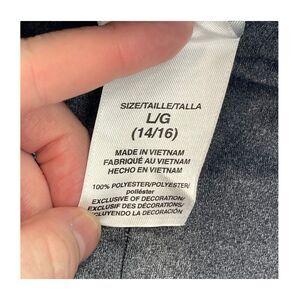 SIZE/TAILLE/TALLA
L/G
(14/16)
MADE IN VIETNAM
FABRIQUÉ AU VIETNAM
HECHO EN VIETNAM
100% POLYESTER/POLYESTER/
poliéster
EXCLUSIVE OF DECORATION/
EXCLUSIF DES DECORATIONS/
EXCLUYENDO LA DECORACIÓN